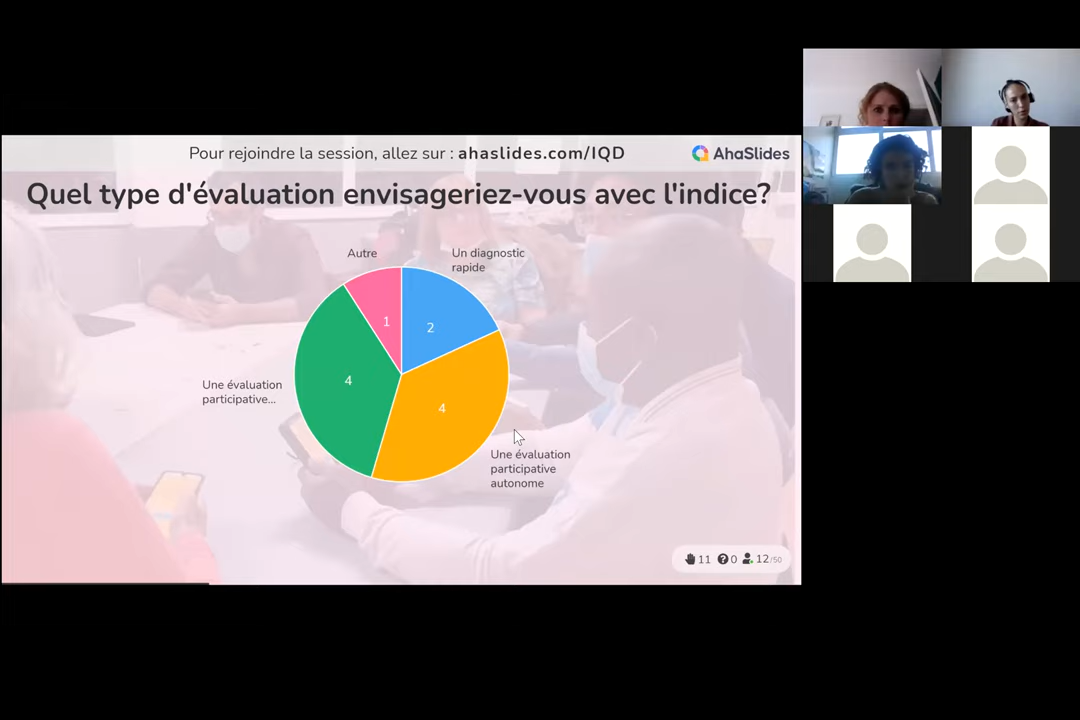 Pour rejoindre la session, allez sur : ahaslides.com/IQD
AhaSlides
Quel type d'évaluation envisageriez-vous avec l'indice?
Autre
Un diagnostic
rapide
1
2
Une évaluation
participative...
4
4
Une évaluation
participative
autonome
11 0 12/50